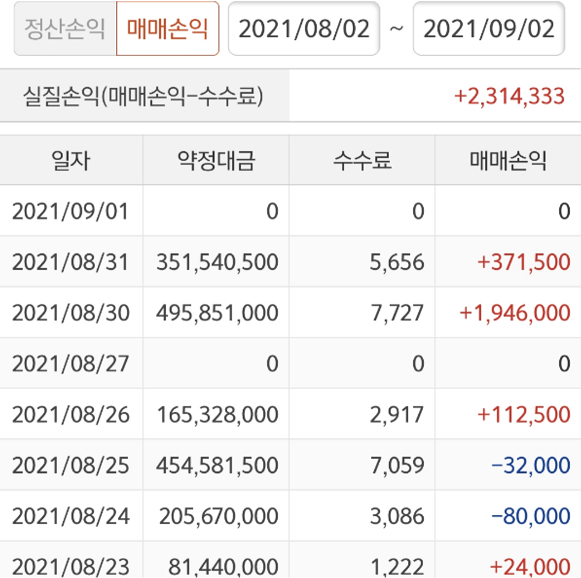 정산손익 매매손익 2021/08/02 ~ 2021/09/02
실질손익(매매손익-수수료) +2,314,333
일자 약정대금 수수료 매매손익
2021/09/01 0 0 0
2021/08/31 351,540,500 5,656 +371,500
2021/08/30 495,851,000 7,727 +1,946,000
2021/08/27 0 0 0
2021/08/26 165,328,000 2,917 +112,500
2021/08/25 454,581,500 7,059 -32,000
2021/08/24 205,670,000 3,086 -80,000
2021/08/23 81,440,000 1,222 +24,000